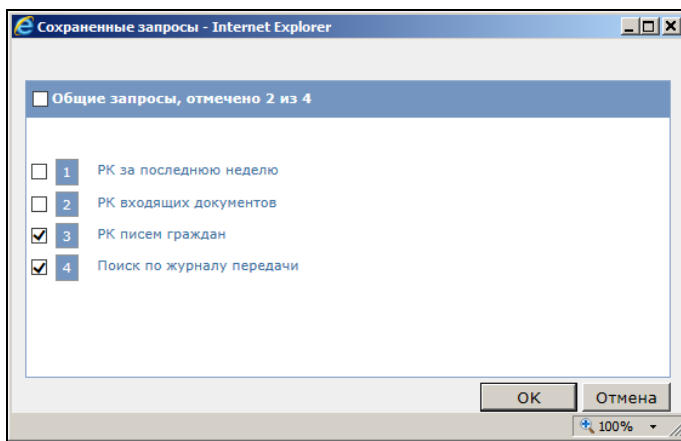 Сохраненные запросы - Internet Explorer
Общие запросы, отмечено 2 из 4
1 РК за последнюю неделю
2 РК входящих документов
3 РК писем граждан
4 Поиск по журналу передачи
OK Отмена
100%